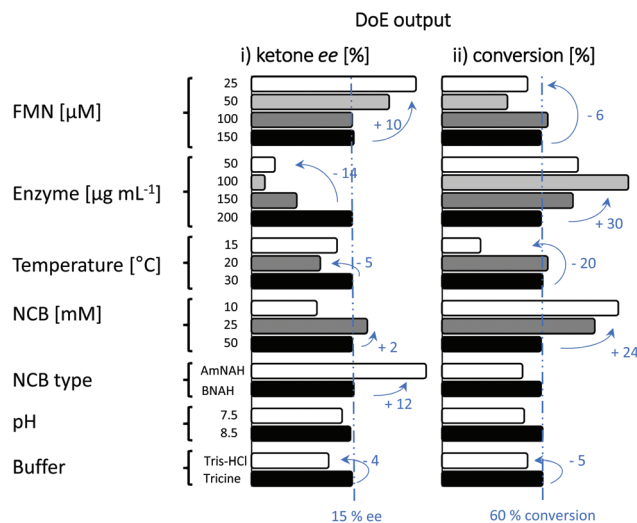 DoE output
i) ketone ee [%]
ii) conversion [%]
FMN [µM]
25
50
100
150
+ 10
- 6
Enzyme [µg mL-1]
50
100
150
200
- 14
+ 30
Temperature [°C]
15
20
30
- 5
- 20
NCB [mM]
10
25
50
+ 2
+ 24
NCB type
AmNAH
BNAH
+ 12
pH
7.5
8.5
Buffer
Tris-HCl
Tricine
- 4
- 5
15 % ee
60 % conversion